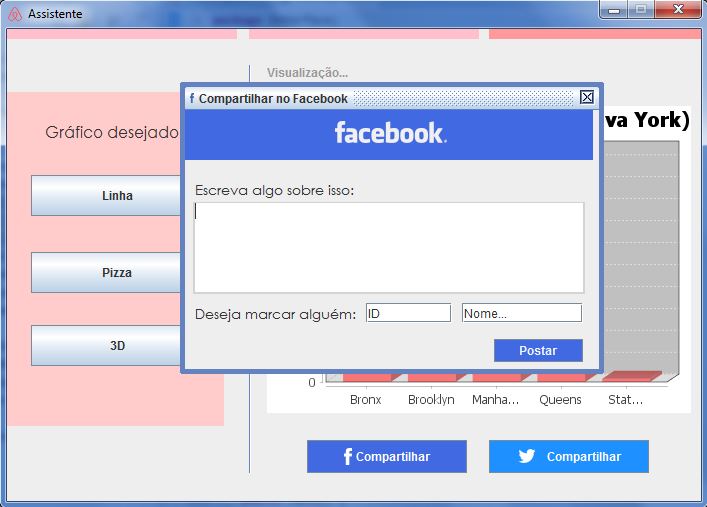 Assistente
Visualização...
va York)
Gráfico desejado
Linha
Pizza
3D
Compartilhar no Facebook
facebook.
Escreva algo sobre isso:
Deseja marcar alguém: ID Nome...
Postar
0
Bronx Brooklyn Manha... Queens Stat...
f Compartilhar
Compartilhar